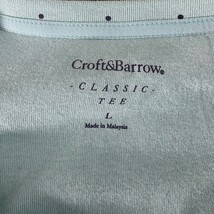 Croft&Barrow®
- CLASSIC -
TEE
L
Made in Malaysia